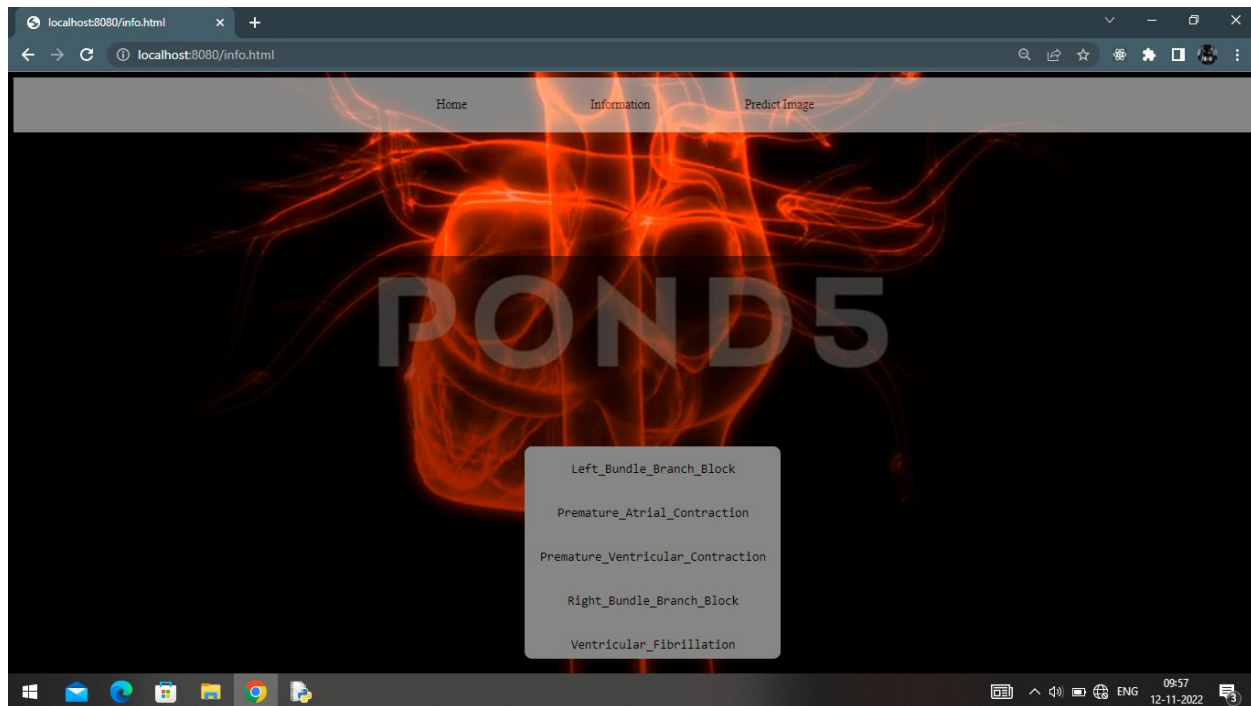 localhost:8080/info.html
localhost:8080/info.html
Home Information Predict Image
POND5
Left_Bundle_Branch_Block
Premature_Atrial_Contraction
Premature_Ventricular_Contraction
Right_Bundle_Branch_Block
Ventricular_Fibrillation
ENG
09:57
12-11-2022
3